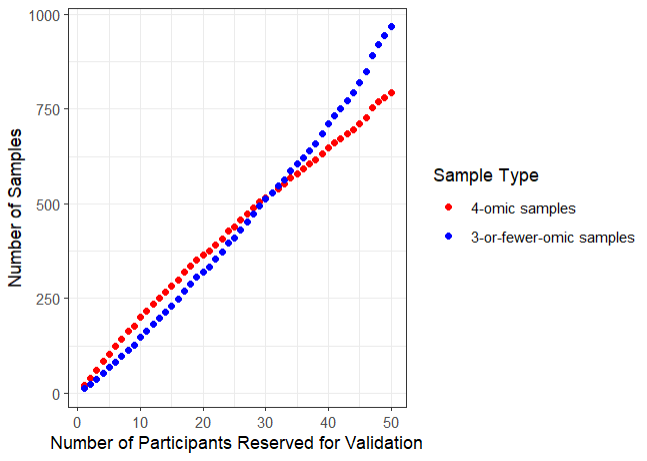 1000
750
500
250
0
Number of Samples
0 10 20 30 40 50
Number of Participants Reserved for Validation
Sample Type
4-omic samples
3-or-fewer-omic samples